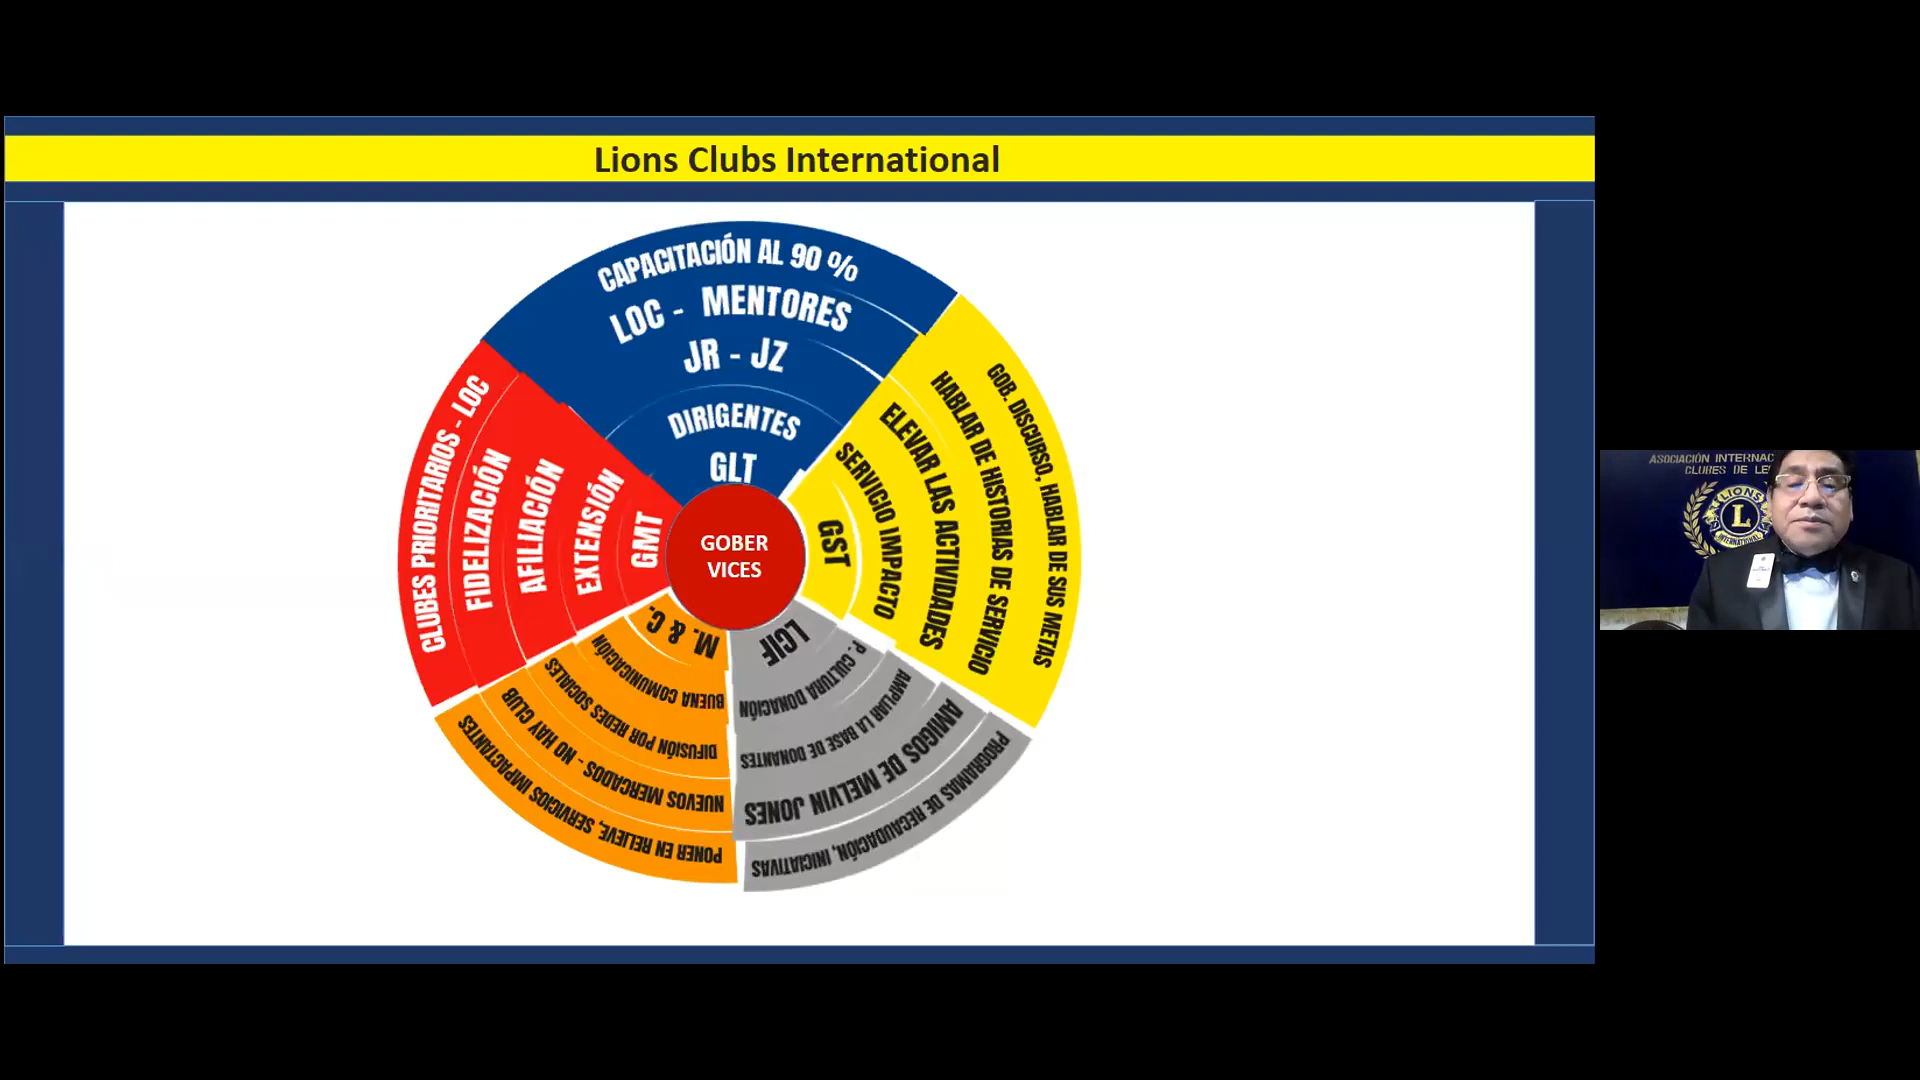 Lions Clubs International
CAPACITACIÓN AL 90 %
LOC - MENTORES
JR - JZ
DIRIGENTES
GLT
GOB. DISCURSO, HABLAR DE SUS METAS
HABLAR DE HISTORIAS DE SERVICIO
ELEVAR LAS ACTIVIDADES
SERVICIO IMPACTO
GST
CLUBES PRIORITARIOS - LOC
FIDELIZACIÓN
AFILIACIÓN
EXTENSIÓN
GMT
GOBER
VICES
M. & C.
BUENA COMUNICACIÓN
DIFUSIÓN POR REDES SOCIALES
NUEVOS MERCADOS - NO HAY CLUB
PONER EN RELIEVE, SERVICIOS IMPACTANTES
LCIF
P. CULTURA DONACIÓN
AMPLIAR LA BASE DE DONANTES
AMIGOS DE MELVIN JONES
PROGRAMAS DE RECAUDACIÓN, INICIATIVAS
ASOCIACIÓN INTERNAC
CLUBES DE LE
LIONS
L
INTERNATIONAL